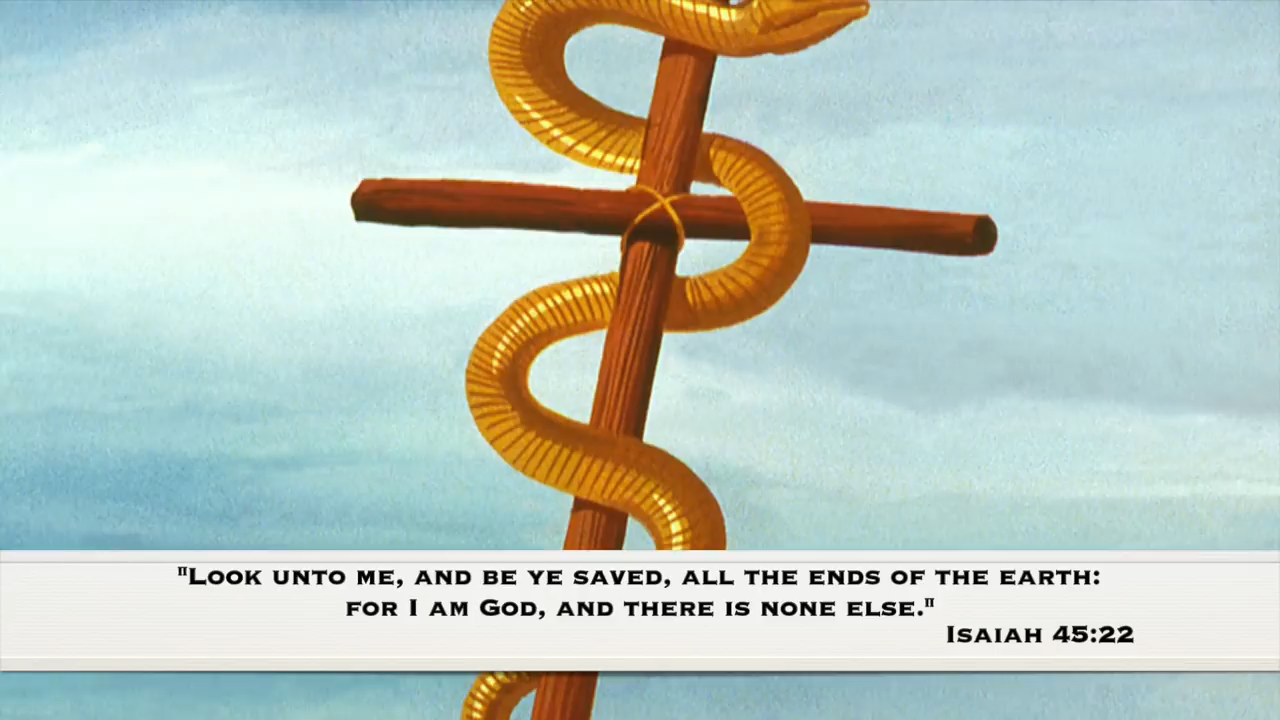 "Look unto me, and be ye saved, all the ends of the earth:
for I am God, and there is none else."
Isaiah 45:22